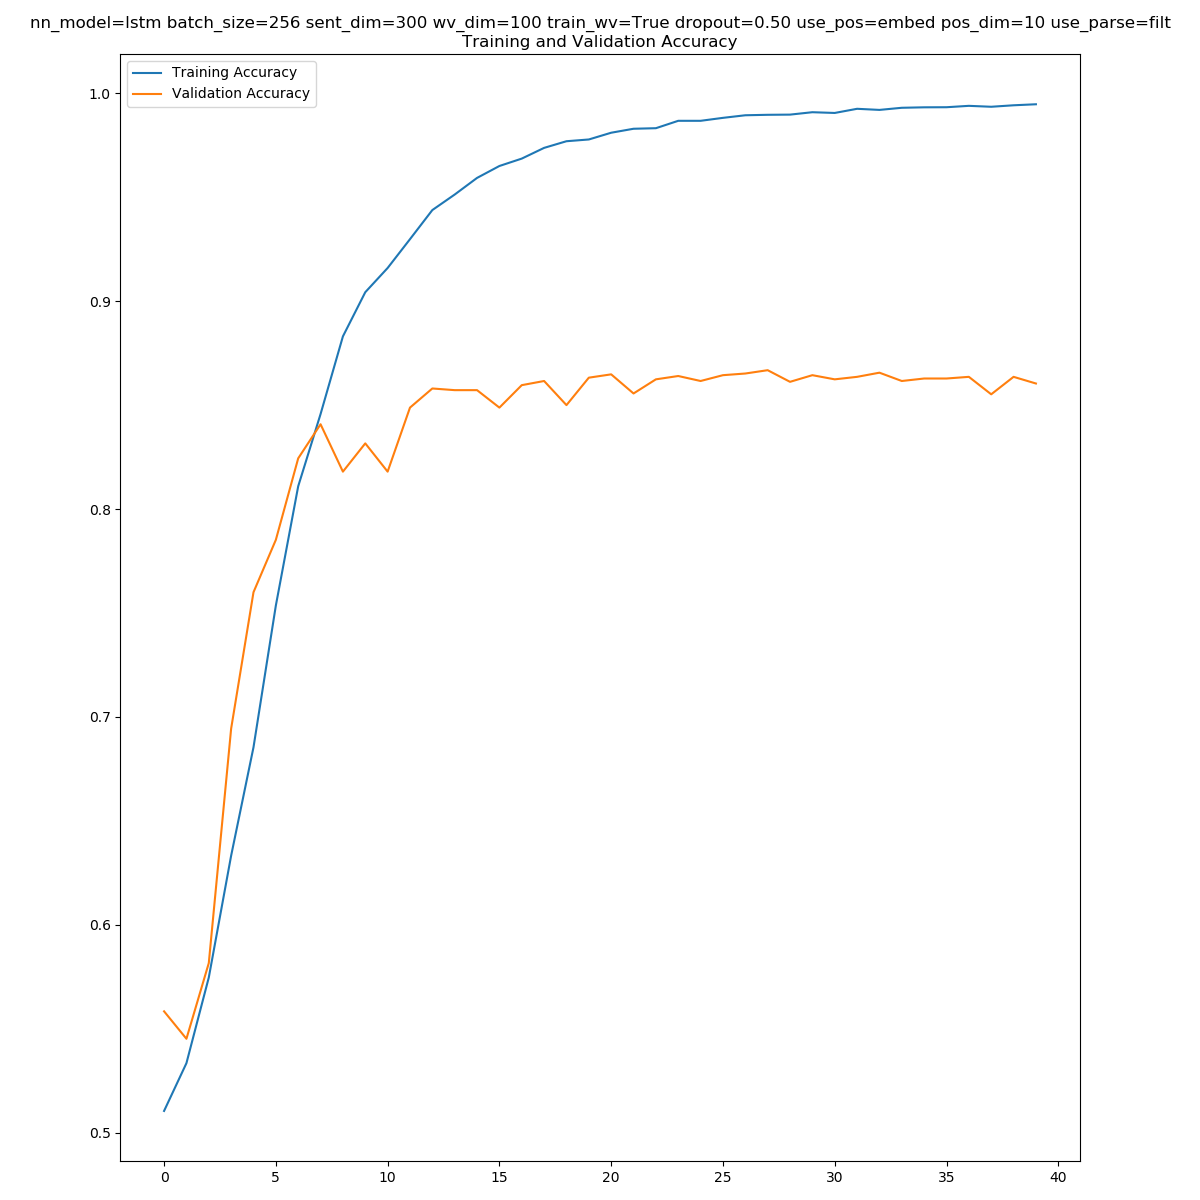 nn_model=lstm batch_size=256 sent_dim=300 wv_dim=100 train_wv=True dropout=0.50 use_pos=embed pos_dim=10 use_parse=filt
Training and Validation Accuracy
Training Accuracy
Validation Accuracy
1.0
0.9
0.8
0.7
0.6
0.5
0 5 10 15 20 25 30 35 40